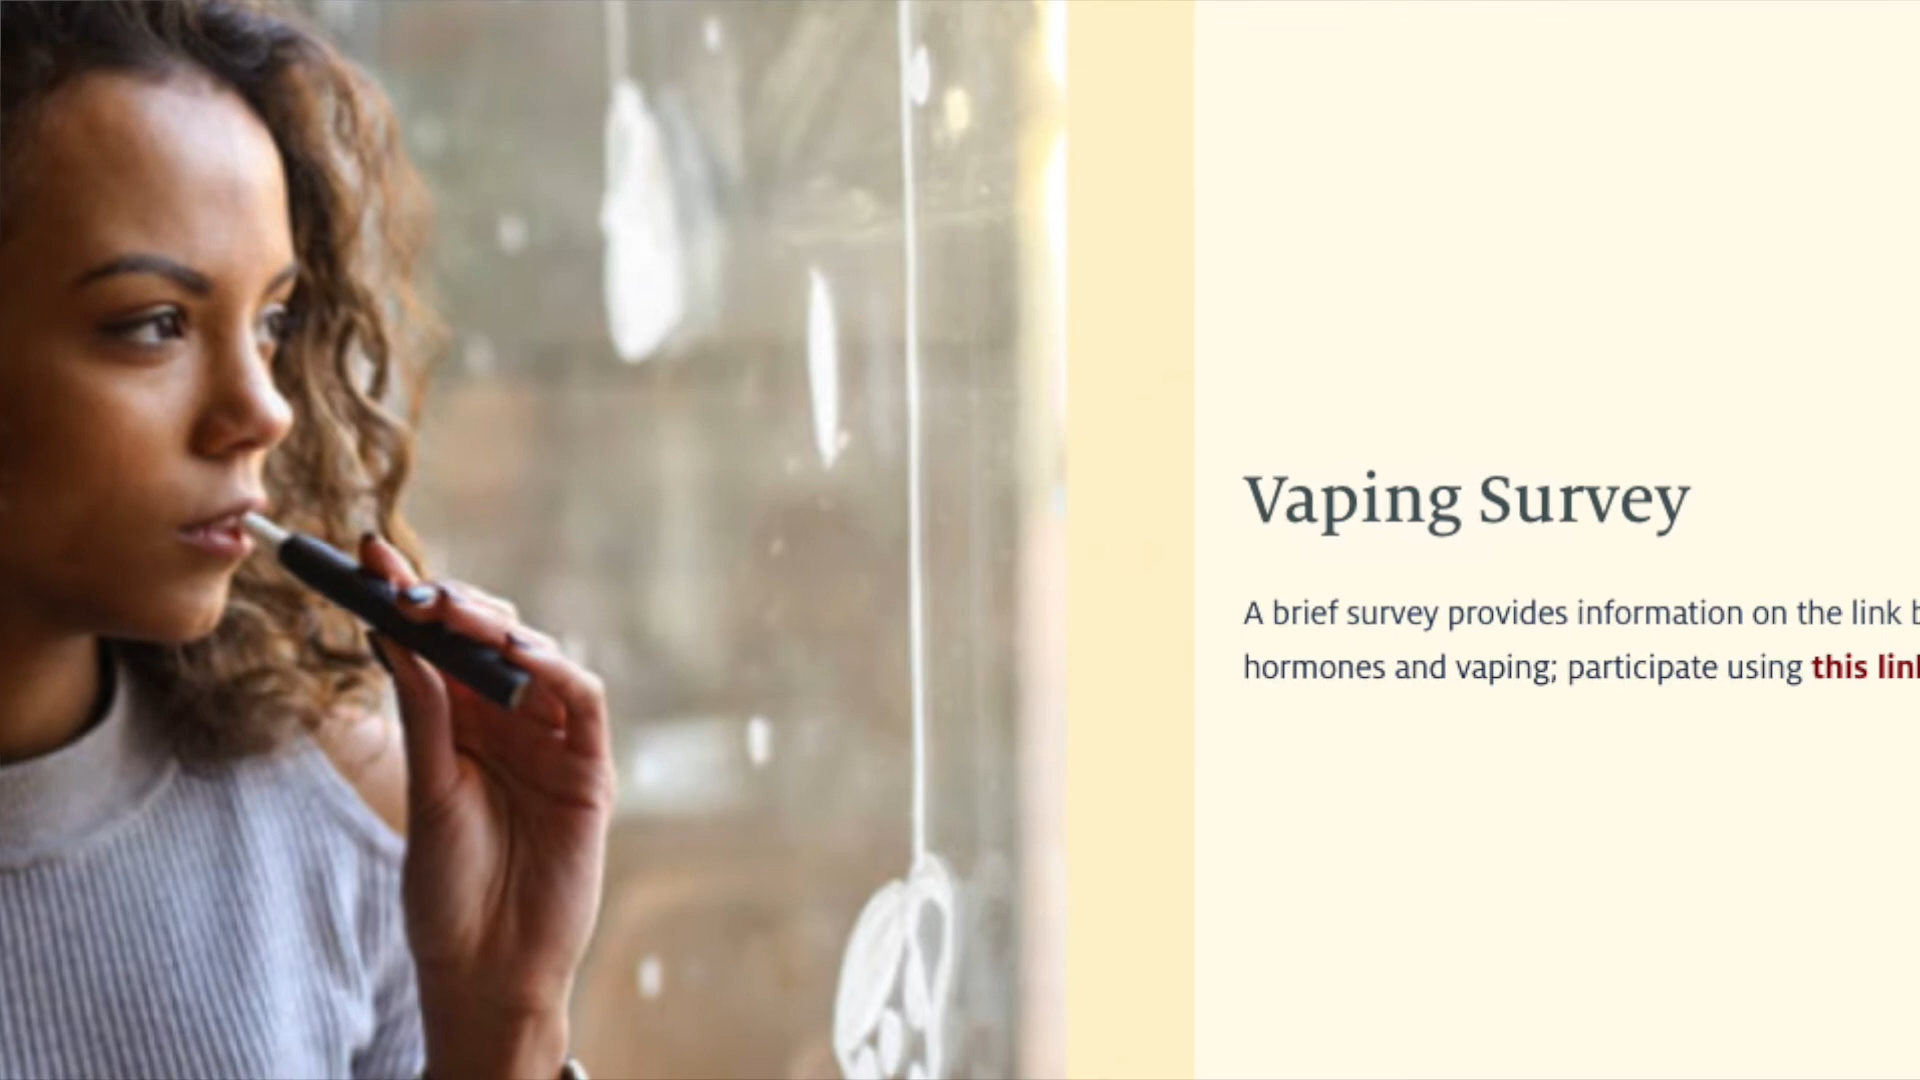 Vaping Survey
A brief survey provides information on the link
hormones and vaping; participate using this